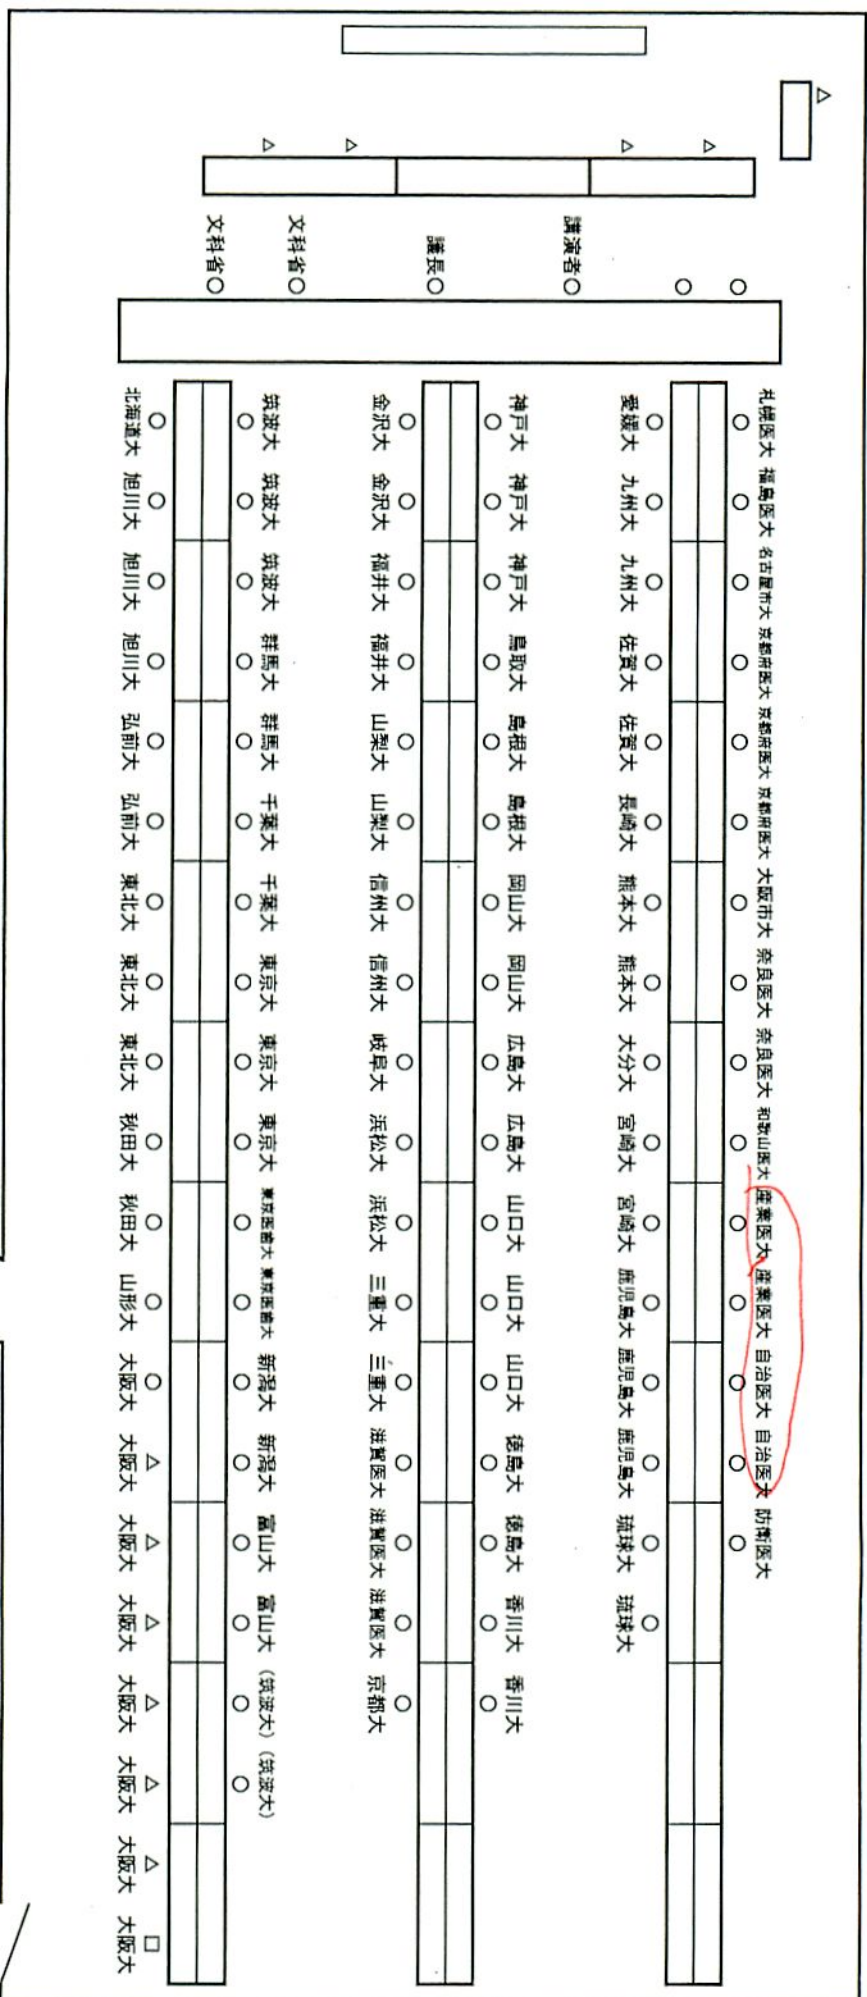 講演者○
議長○
文科省○
文科省○
札幌医大 福島医大 名古屋市大 京都府医大 京都府医大 京都府医大 大阪市大 奈良医大 奈良医大 和歌山医大 産業医大 産業医大 自治医大 自治医大 防衛医大
愛媛大 九州大 九州大 佐賀大 佐賀大 長崎大 熊本大 熊本大 大分大 宮崎大 宮崎大 鹿児島大 鹿児島大 鹿児島大 琉球大 琉球大
神戸大 神戸大 神戸大 鳥取大 島根大 島根大 岡山大 岡山大 広島大 広島大 山口大 山口大 山口大 徳島大 徳島大 香川大 香川大
金沢大 金沢大 福井大 福井大 山梨大 山梨大 信州大 信州大 岐阜大 浜松大 浜松大 三重大 三重大 滋賀医大 滋賀医大 滋賀医大 京都大
筑波大 筑波大 筑波大 群馬大 群馬大 千葉大 千葉大 東京大 東京大 東京大 東京医歯大 東京医歯大 新潟大 新潟大 富山大 富山大 (筑波大) (筑波大)
北海道大 旭川大 旭川大 旭川大 弘前大 弘前大 東北大 東北大 東北大 秋田大 秋田大 山形大 大阪大 大阪大 大阪大 大阪大 大阪大 大阪大 大阪大 大阪大